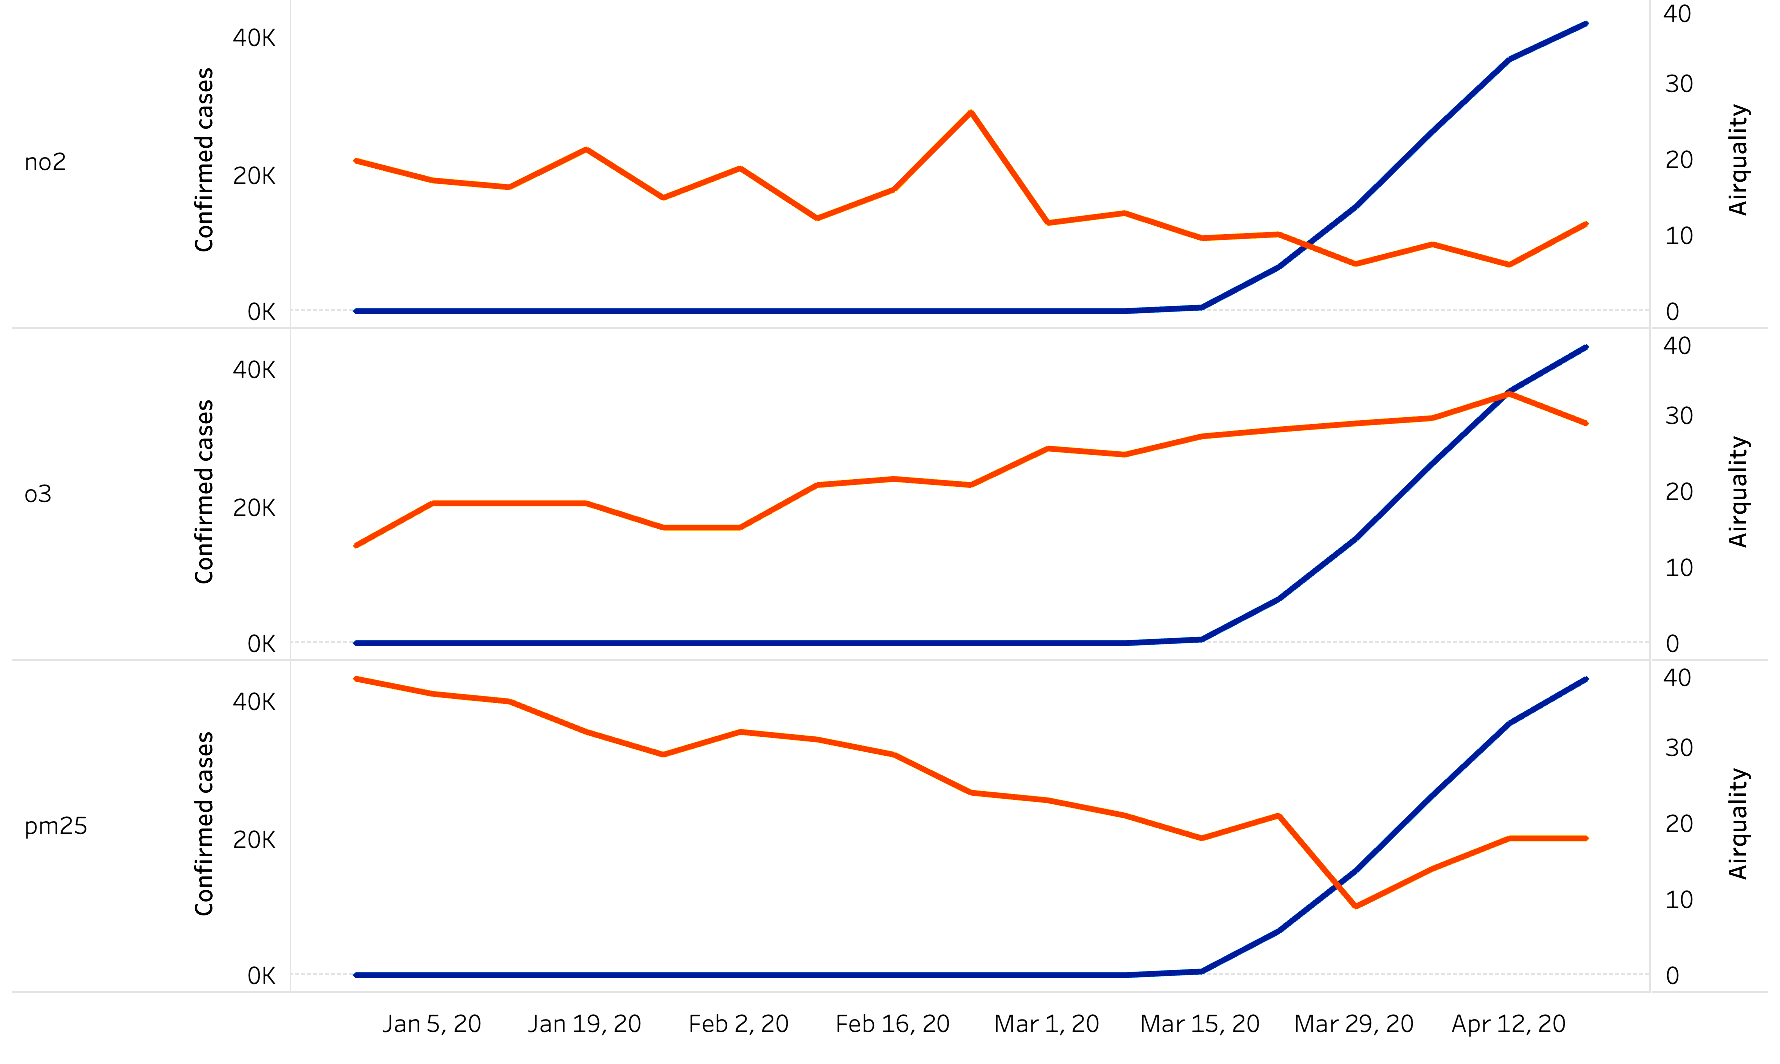 no2
Confirmed cases
40K
20K
0K
40
30
20
10
0
Airquality
o3
Confirmed cases
40K
20K
0K
40
30
20
10
0
Airquality
pm25
Confirmed cases
40K
20K
0K
40
30
20
10
0
Airquality
Jan 5, 20 Jan 19, 20 Feb 2, 20 Feb 16, 20 Mar 1, 20 Mar 15, 20 Mar 29, 20 Apr 12, 20